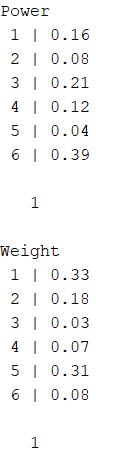 Power
1 | 0.16
2 | 0.08
3 | 0.21
4 | 0.12
5 | 0.04
6 | 0.39
1
Weight
1 | 0.33
2 | 0.18
3 | 0.03
4 | 0.07
5 | 0.31
6 | 0.08
1